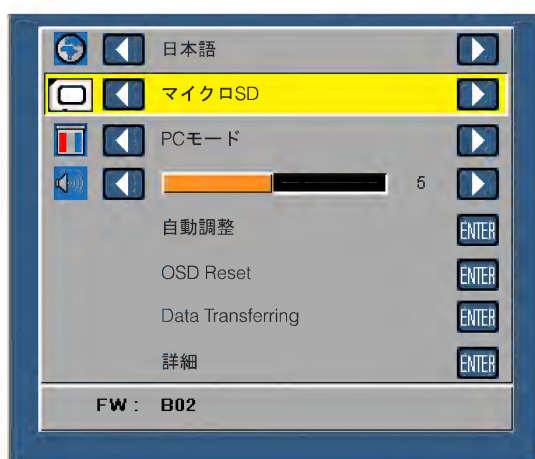 日本語
マイクロSD
PCモード
5
自動調整 ENTER
OSD Reset ENTER
Data Transferring ENTER
詳細 ENTER
FW : B02